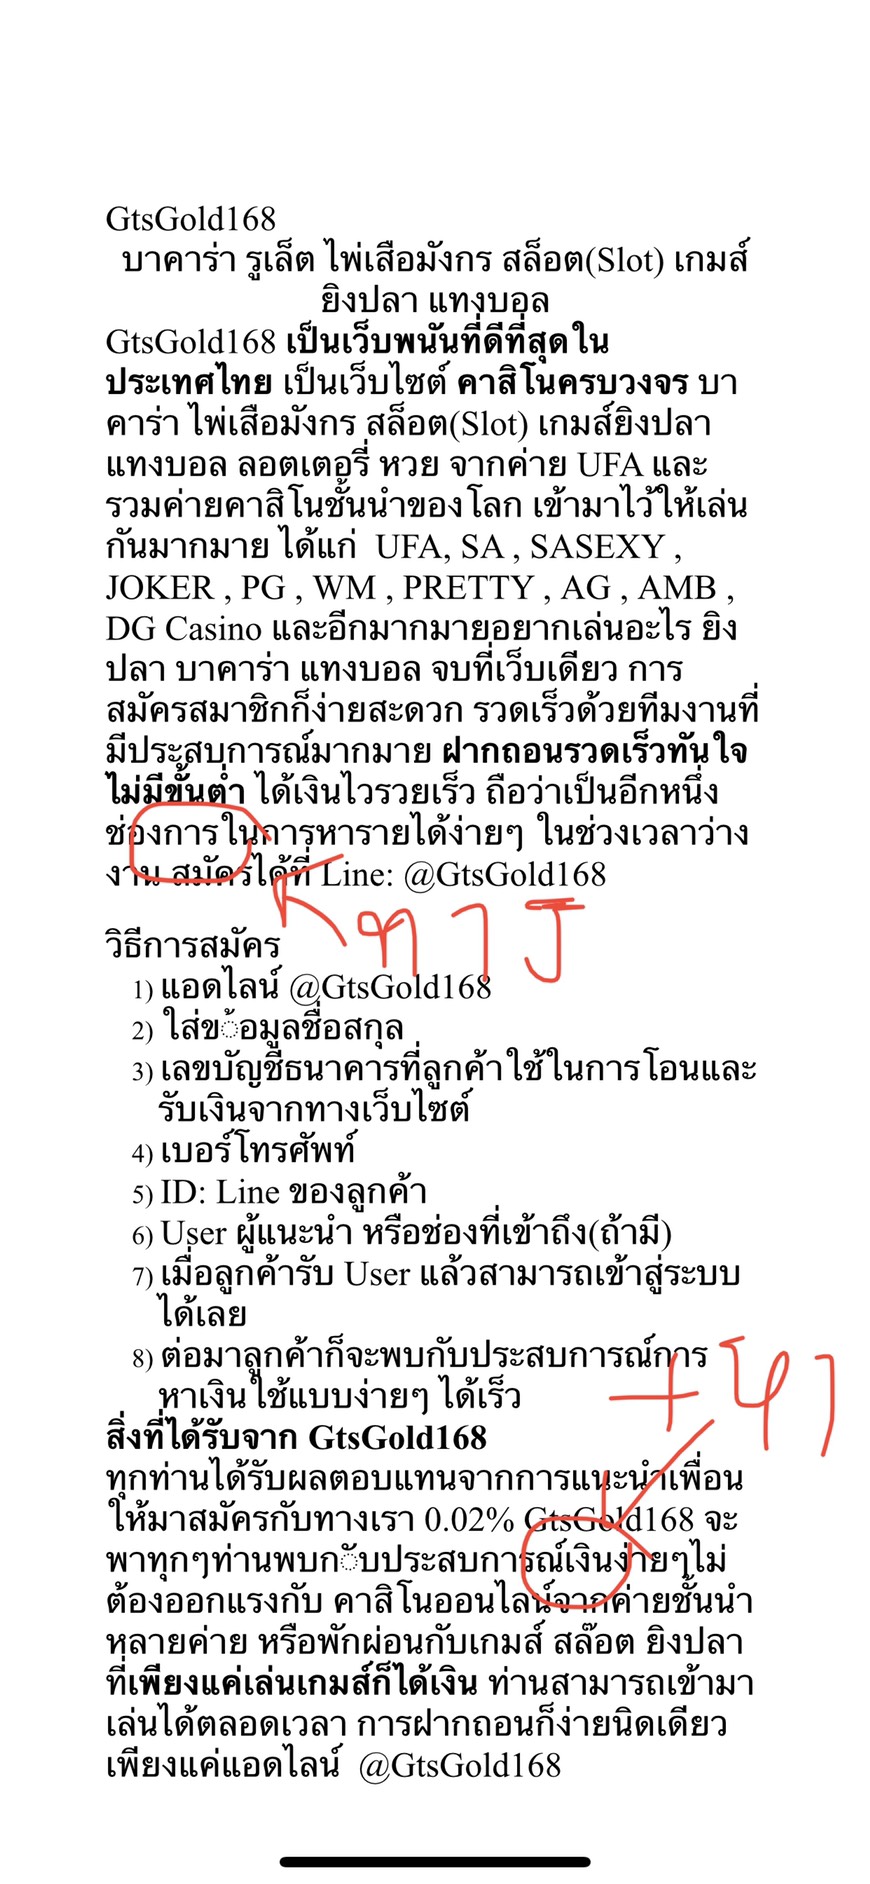 GtsGold168
บาคาร่า รูเล็ต ไพ่เสือมังกร สล็อต(Slot) เกมส์
ยิงปลา แทงบอล
GtsGold168 เป็นเว็บพนันที่ดีที่สุดใน
ประเทศไทย เป็นเว็บไซต์ คาสิโนครบวงจร บา
คาร่า ไพ่เสือมังกร สล็อต(Slot) เกมส์ยิงปลา
แทงบอล ลอตเตอรี่ หวย จากค่าย UFA และ
รวมค่ายคาสิโนชั้นนำของโลก เข้ามาไว้ให้เล่น
กันมากมาย ได้แก่  UFA, SA , SASEXY ,
JOKER , PG , WM , PRETTY , AG , AMB ,
DG Casino และอีกมากมายอยากเล่นอะไร ยิง
ปลา บาคาร่า แทงบอล จบที่เว็บเดียว การ
สมัครสมาชิกก็ง่ายสะดวก รวดเร็วด้วยทีมงานที่
มีประสบการณ์มากมาย ฝากถอนรวดเร็วทันใจ
ไม่มีขั้นต่ำ ได้เงินไวรวยเร็ว ถือว่าเป็นอีกหนึ่ง
ช่องการในการหารายได้ง่ายๆ ในช่วงเวลาว่าง
งาน สมัครได้ที่ Line: @GtsGold168
วิธีการสมัคร
1) แอดไลน์ @GtsGold168
2) ใส่ข ้อมูลชื่อสกุล
3) เลขบัญชีธนาคารที่ลูกค้าใช้ในการโอนและ
รับเงินจากทางเว็บไซต์
4) เบอร์โทรศัพท์
5) ID: Line ของลูกค้า
6) User ผู้แนะนำ หรือช่องที่เข้าถึง(ถ้ามี)
7) เมื่อลูกค้ารับ User แล้วสามารถเข้าสู่ระบบ
ได้เลย
8) ต่อมาลูกค้าก็จะพบกับประสบการณ์การ
หาเงินใช้แบบง่ายๆ ได้เร็ว
สิ่งที่ได้รับจาก GtsGold168
ทุกท่านได้รับผลตอบแทนจากการแนะนำเพื่อน
ให้มาสมัครกับทางเรา 0.02% GtsGold168 จะ
พาทุกๆท่านพบก ับประสบการณ์เงินง่ายๆไม่
ต้องออกแรงกับ คาสิโนออนไลน์จากค่ายชั้นนำ
หลายค่าย หรือพักผ่อนกับเกมส์ สล๊อต ยิงปลา
ที่เพียงแค่เล่นเกมส์ก็ได้เงิน ท่านสามารถเข้ามา
เล่นได้ตลอดเวลา การฝากถอนก็ง่ายนิดเดียว
เพียงแค่แอดไลน์  @GtsGold168